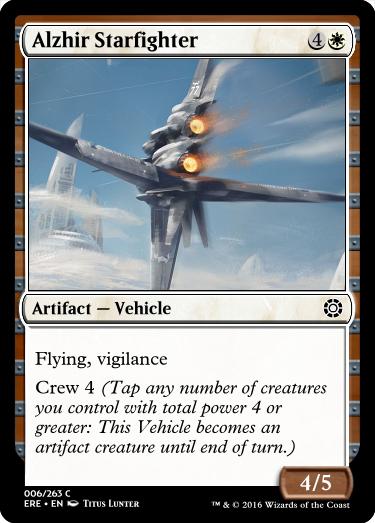 Alzhir Starfighter 4
Artifact — Vehicle
Flying, vigilance
Crew 4 (Tap any number of creatures
you control with total power 4 or
greater: This Vehicle becomes an
artifact creature until end of turn.)
4/5
006/263 C
ERE • EN Titus Lunter
™ & © 2016 Wizards of the Coast